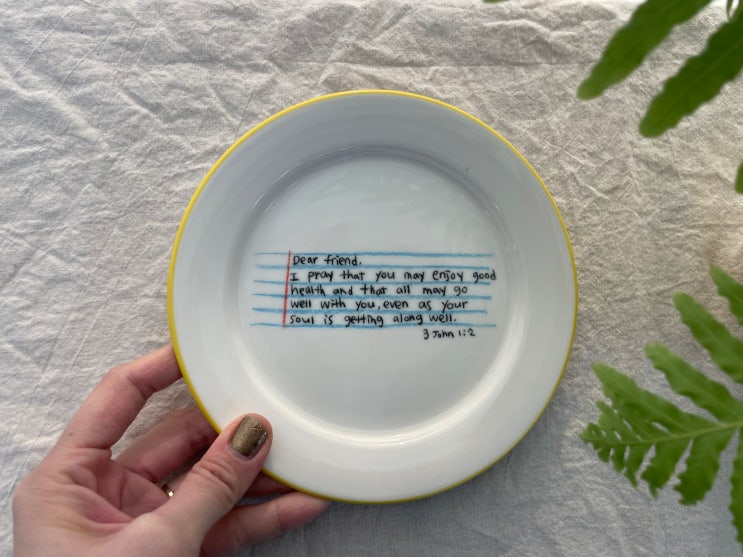 Dear friend,
I pray that you may enjoy good
health and that all may go
well with you, even as your
soul is getting along well.
3 John 1:2